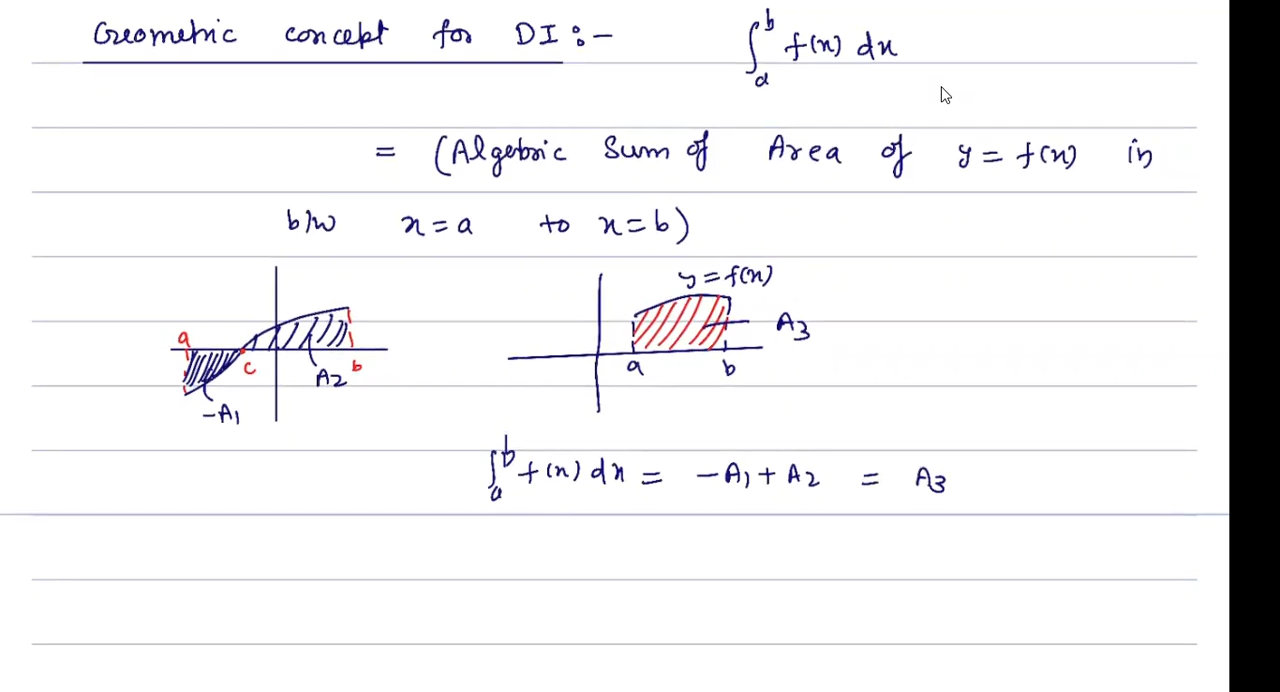 Geometric concept for DI :- ∫_a^b f(x) dx
= (Algebric Sum of Area of y = f(x) in
b/w x = a to x = b)
y = f(x)
a c b A2 -A1
A3
a b
∫_a^b f(x) dx = -A1 + A2 = A3